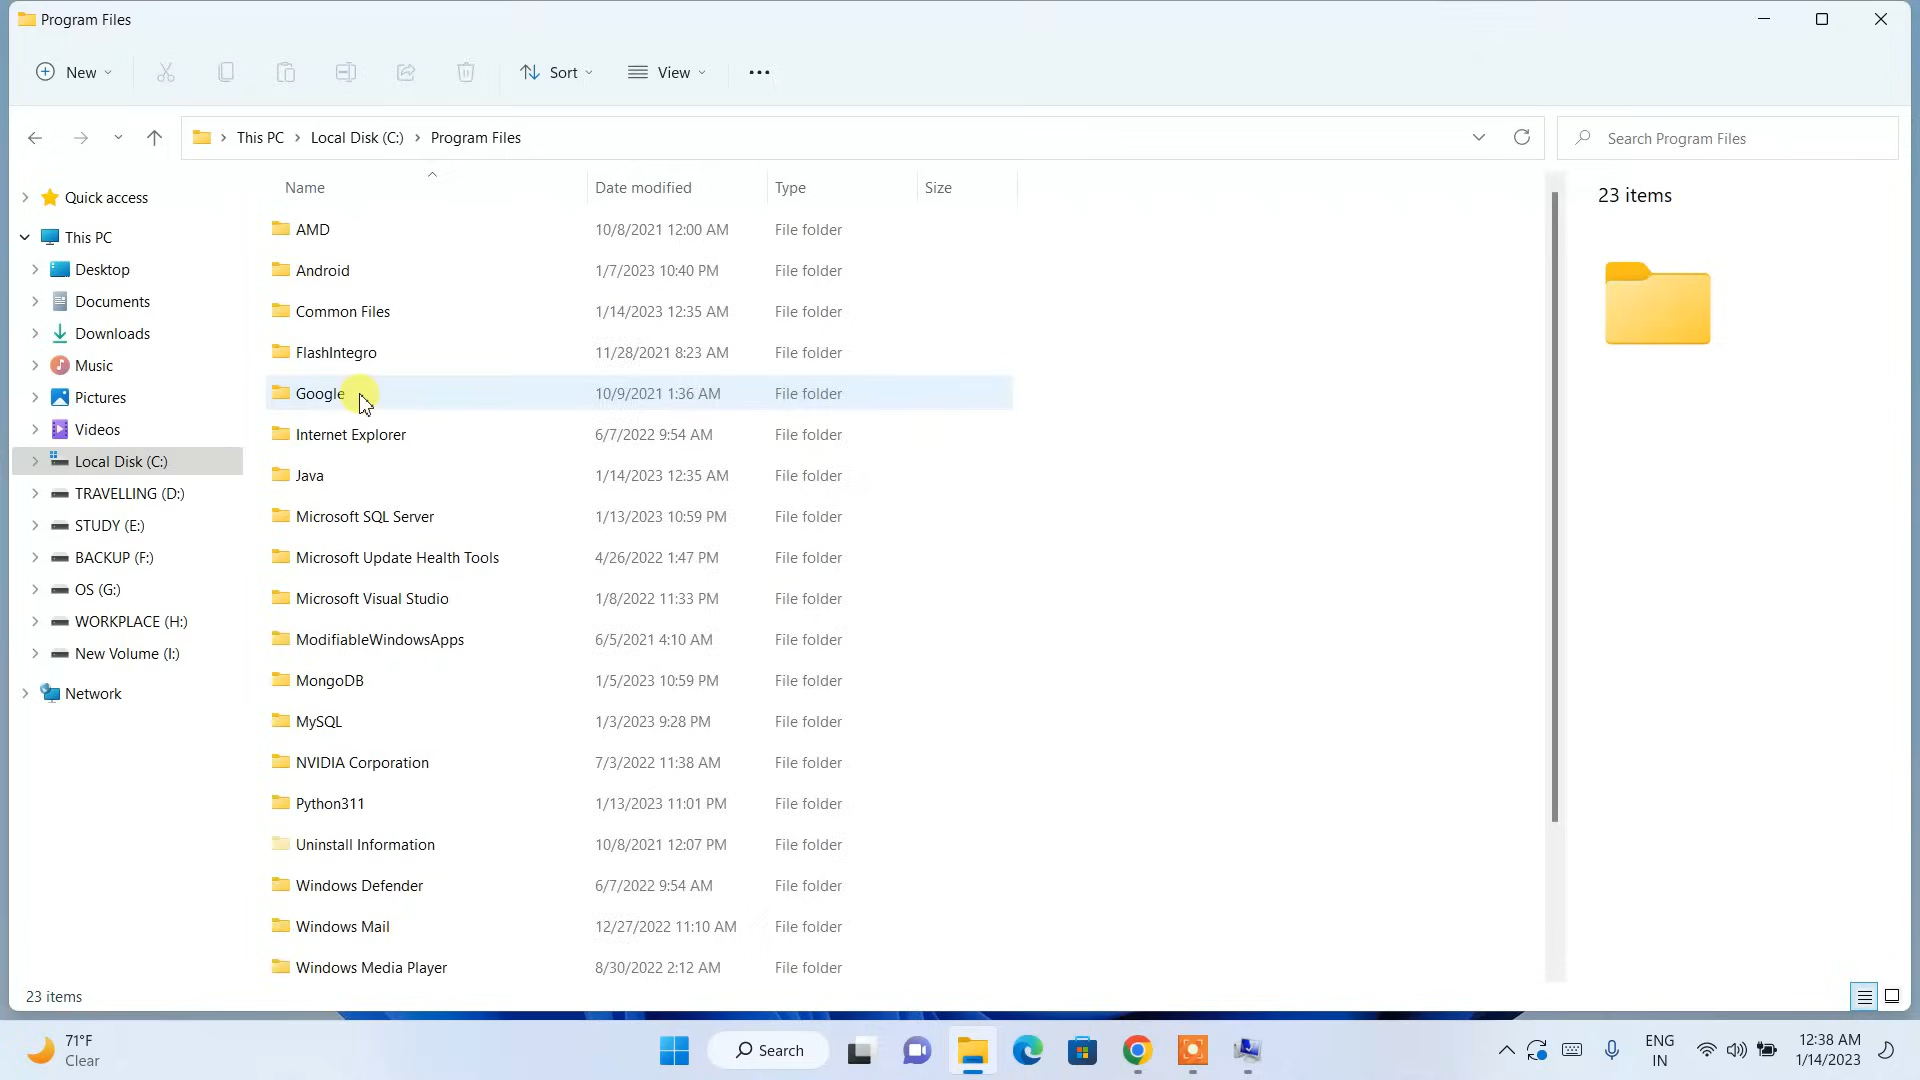 Program Files
New
Sort
View
This PC
Local Disk (C:)
Program Files
Search Program Files
Name
Date modified
Type
Size
23 items
Quick access
This PC
Desktop
Documents
Downloads
Music
Pictures
Videos
Local Disk (C:)
TRAVELLING (D:)
STUDY (E:)
BACKUP (F:)
OS (G:)
WORKPLACE (H:)
New Volume (I:)
Network
AMD 10/8/2021 12:00 AM File folder
Android 1/7/2023 10:40 PM File folder
Common Files 1/14/2023 12:35 AM File folder
FlashIntegro 11/28/2021 8:23 AM File folder
Google 10/9/2021 1:36 AM File folder
Internet Explorer 6/7/2022 9:54 AM File folder
Java 1/14/2023 12:35 AM File folder
Microsoft SQL Server 1/13/2023 10:59 PM File folder
Microsoft Update Health Tools 4/26/2022 1:47 PM File folder
Microsoft Visual Studio 1/8/2022 11:33 PM File folder
ModifiableWindowsApps 6/5/2021 4:10 AM File folder
MongoDB 1/5/2023 10:59 PM File folder
MySQL 1/3/2023 9:28 PM File folder
NVIDIA Corporation 7/3/2022 11:38 AM File folder
Python311 1/13/2023 11:01 PM File folder
Uninstall Information 10/8/2021 12:07 PM File folder
Windows Defender 6/7/2022 9:54 AM File folder
Windows Mail 12/27/2022 11:10 AM File folder
Windows Media Player 8/30/2022 2:12 AM File folder
23 items
71°F
Clear
Search
ENG
IN
12:38 AM
1/14/2023